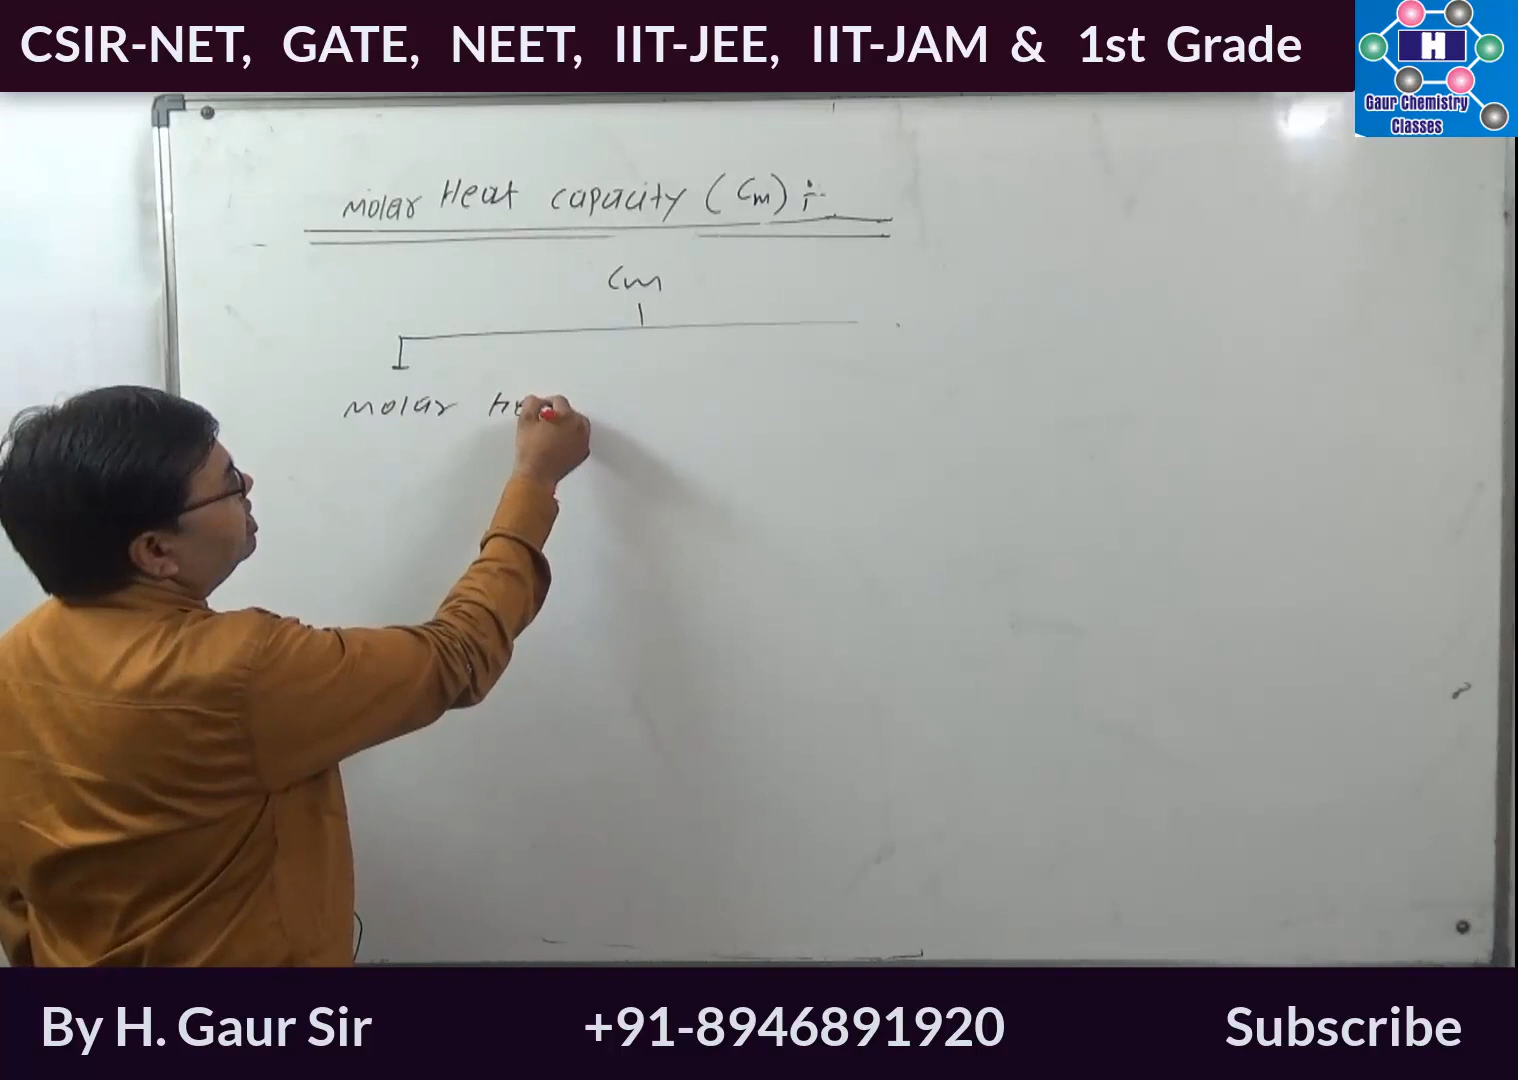 CSIR-NET, GATE, NEET, IIT-JEE, IIT-JAM & 1st Grade
H
Gaur Chemistry
Classes
Molar Heat capacity (Cm) :-
Cm
Molar he
By H. Gaur Sir +91-8946891920 Subscribe